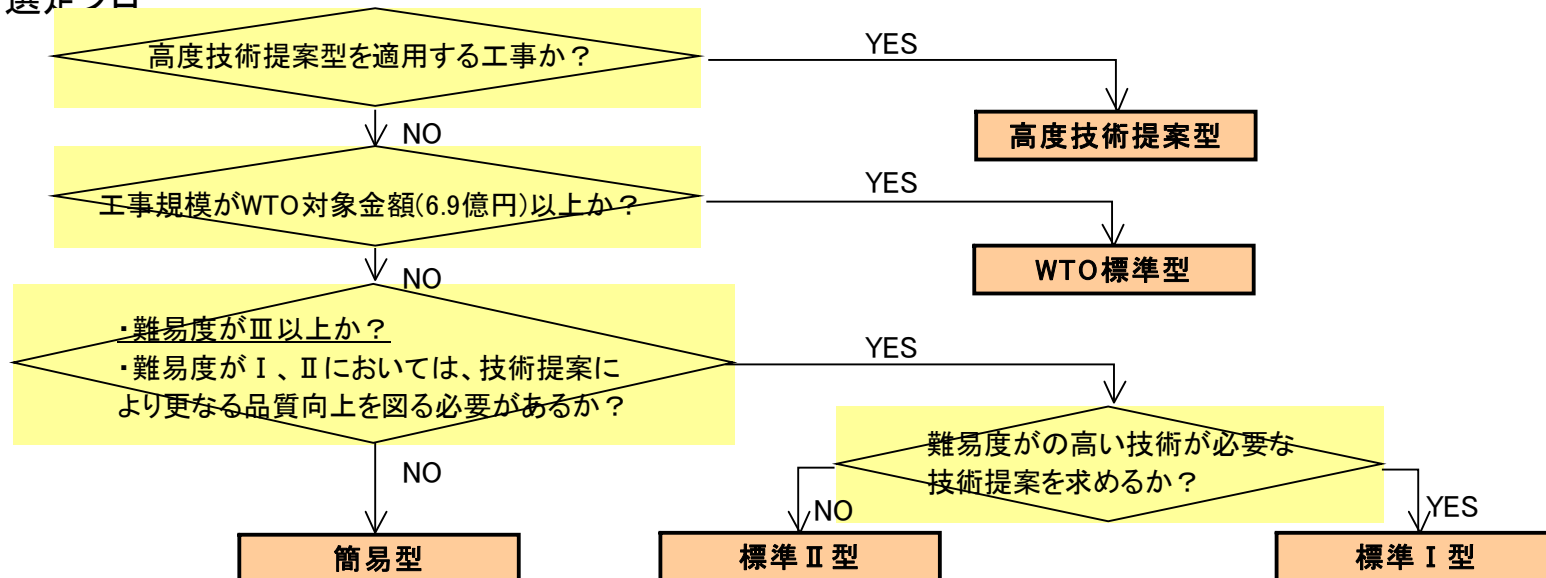 選定フロー
高度技術提案型を適用する工事か？
YES
高度技術提案型
NO
工事規模がWTO対象金額(6.9億円)以上か？
YES
WTO標準型
NO
・難易度がⅢ以上か？
・難易度がⅠ、Ⅱにおいては、技術提案に
より更なる品質向上を図る必要があるか？
YES
難易度がの高い技術が必要な
技術提案を求めるか？
NO
NO
YES
簡易型
標準Ⅱ型
標準Ⅰ型